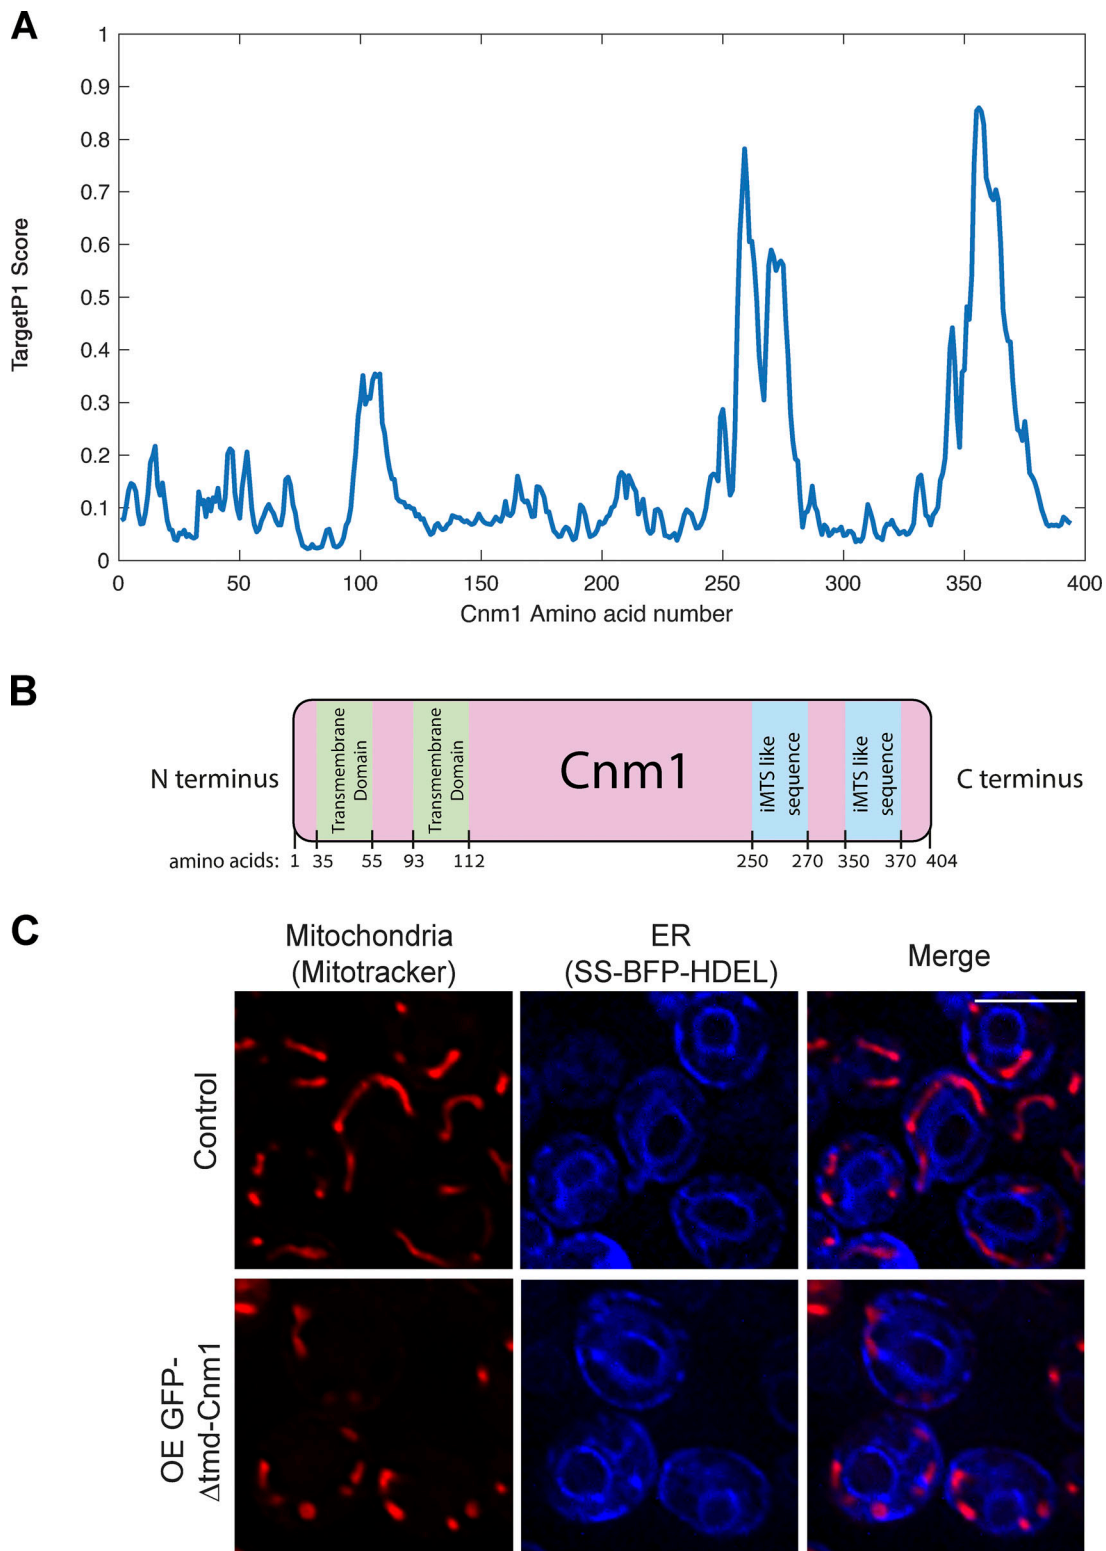 A
1
0.9
0.8
0.7
0.6
0.5
0.4
0.3
0.2
0.1
0
TargetP1 Score
0 50 100 150 200 250 300 350 400
Cnm1 Amino acid number
B
N terminus
Transmembrane
Domain
Transmembrane
Domain
Cnm1
iMTS like
sequence
iMTS like
sequence
C terminus
amino acids: 1 35 55 93 112 250 270 350 370 404
C
Mitochondria
(Mitotracker)
ER
(SS-BFP-HDEL)
Merge
Control
OE GFP-
Δtmd-Cnm1